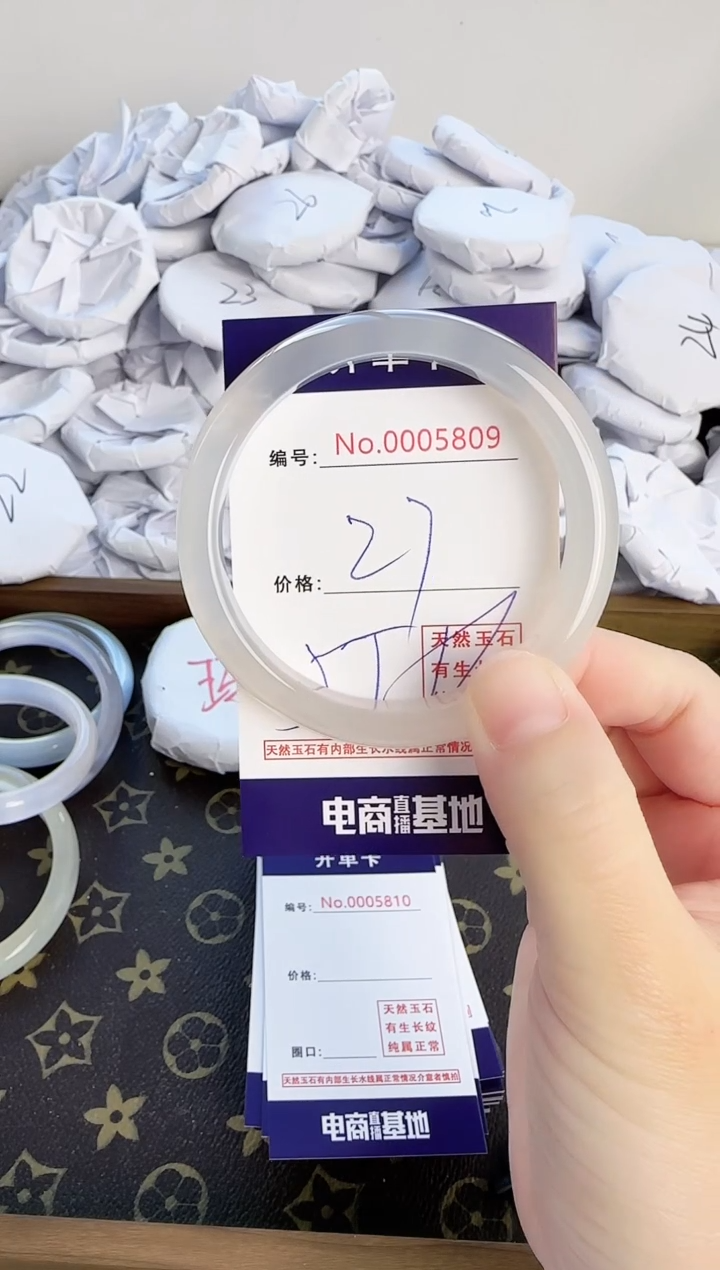 26
23
24
编号: No.0005809
价格: 27
天然玉石
有生
天然玉石有内部生长水线属正常情况
电商直播基地
开单卡
编号: No.0005810
价格:
天然玉石
有生长纹
纯属正常
圈口:
天然玉石有内部生长水线属正常情况介意者慎拍
电商直播基地